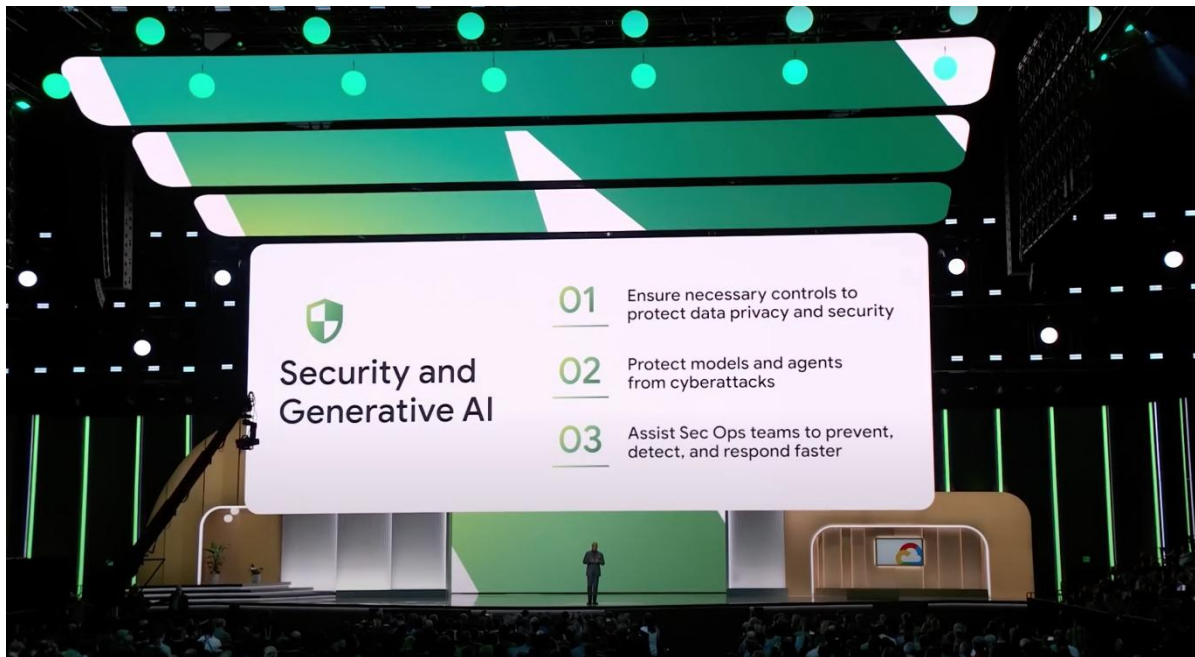 Security and
Generative AI
01
Ensure necessary controls to
protect data privacy and security
02
Protect models and agents
from cyberattacks
03
Assist Sec Ops teams to prevent,
detect, and respond faster